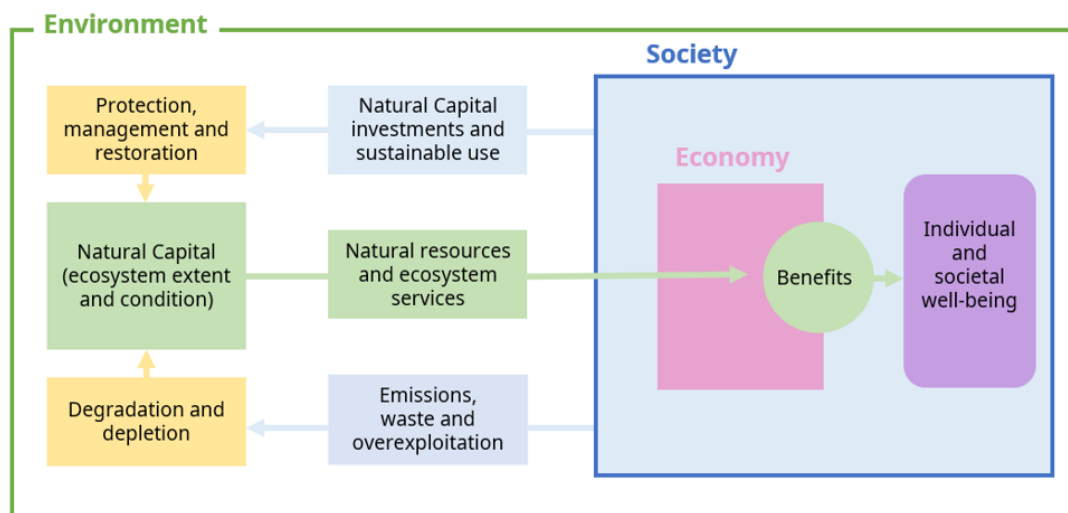 Environment
Society
Protection,
management and
restoration
Natural Capital
investments and
sustainable use
Economy
Natural Capital
(ecosystem extent
and condition)
Natural resources
and ecosystem
services
Benefits
Individual
and
societal
well-being
Degradation and
depletion
Emissions,
waste and
overexploitation